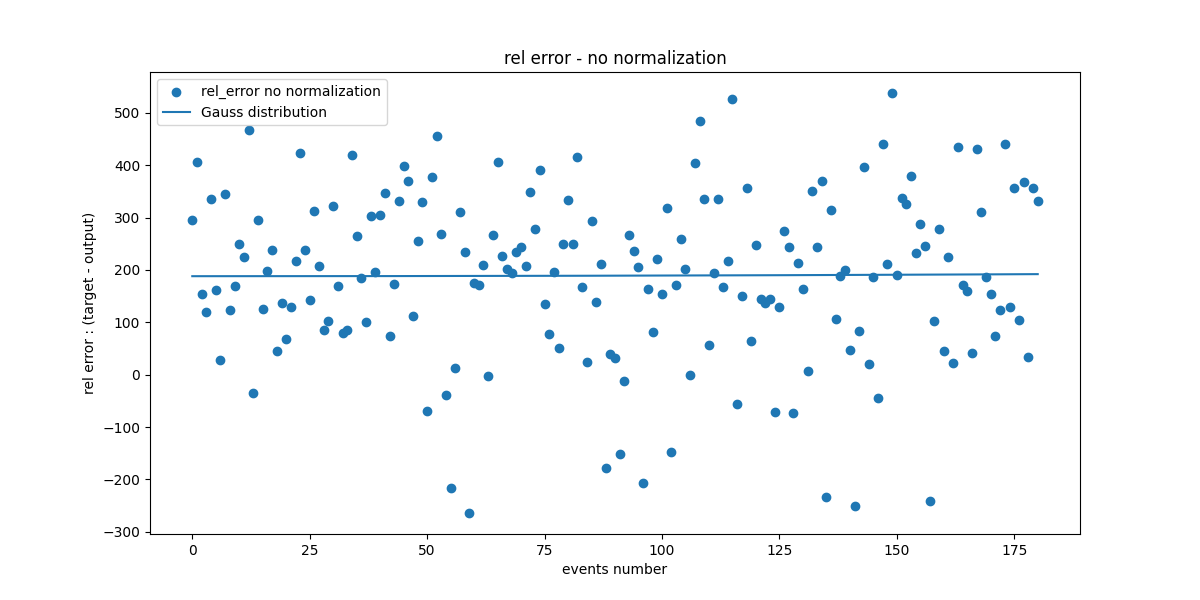 rel error - no normalization
rel_error no normalization
Gauss distribution
500
400
300
200
100
0
−100
−200
−300
rel error : (target - output)
0 25 50 75 100 125 150 175
events number